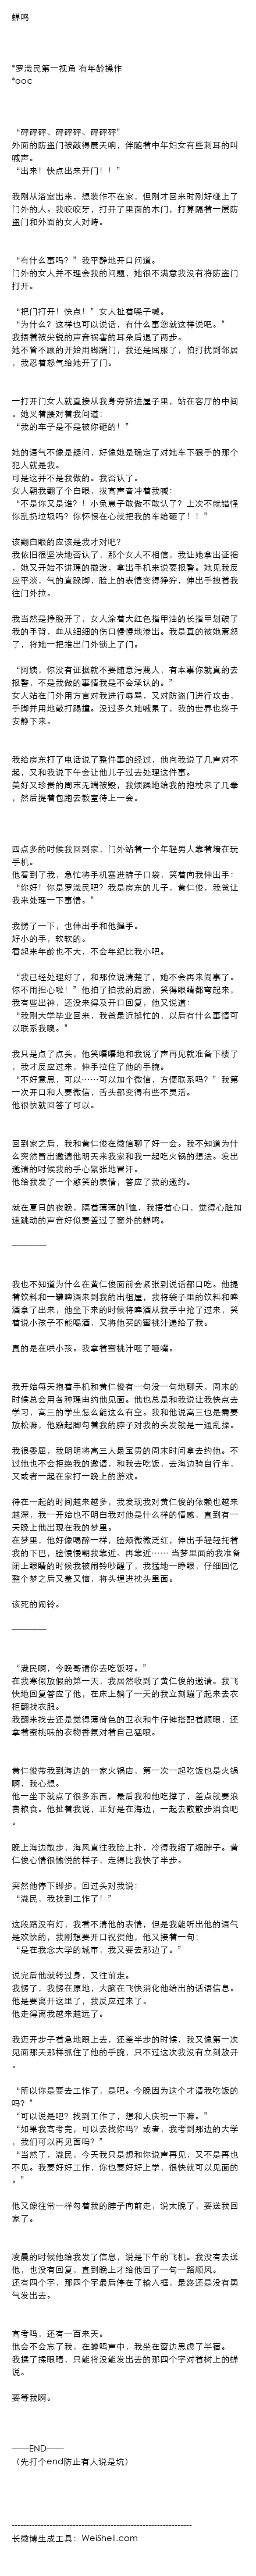 蝉鸣
*罗渽民第一视角 有年龄操作
*ooc
“砰砰砰、砰砰砰、砰砰砰”
外面的防盗门被敲得震天响，伴随着中年妇女有些刺耳的叫
喊声。
“出来！快点出来开门！！”
我刚从浴室出来，想装作不在家，但刚才回来时刚好碰上了
门外的人。我咬咬牙，打开了里面的木门，打算隔着一层防
盗门和外面的女人对峙。
“有什么事吗？”我平静地开口问道。
门外的女人并不理会我的问题，她很不满意我没有将防盗门
打开。
“把门打开！快点！”女人扯着嗓子喊。
“为什么？这样也可以说话，有什么事您就这样说吧。”
我捂着被尖锐的声音祸害的耳朵后退了两步。
她不管不顾的开始用脚踹门，我还是屈服了，怕打扰到邻居
，我忍着怒气给她开了门。
一打开门女人就直接从我身旁挤进屋子里，站在客厅的中间
。她叉着腰对着我问道：
“我的车子是不是被你砸的！”
她的语气不像是疑问，好像她是确定了对她车下狠手的那个
犯人就是我。
可是这并不是我做的。我否认了。
女人朝我翻了个白眼，拔高声音冲着我喊：
“不是你又是谁？！小兔崽子敢做不敢认了？上次不就错怪
你乱扔垃圾吗？你怀恨在心就把我的车给砸了！！”
该翻白眼的应该是我才对吧？
我依旧很坚决地否认了，那个女人不相信，我让她拿出证据
，她又开始不讲理的撒泼，拿出手机来说要报警。她见我反
应平淡，气的直跺脚，脸上的表情变得狰狞，伸出手拽着我
往门外拉。
我当然是挣脱开了，女人涂着大红色指甲油的长指甲划破了
我的手背，血从细细的伤口慢慢地渗出。我是真的被她惹怒
了，将她一把推出门外锁上了门。
“阿姨，你没有证据就不要随意污蔑人，有本事你就真的去
报警，不是我做的事情我是不会承认的。”
女人站在门外用方言对我进行辱骂，又对防盗门进行攻击，
手脚并用地敲打踢撞。没过多久她喊累了，我的世界也终于
安静下来。
我给房东打了电话说了整件事的经过，他向我说了几声对不
起，又和我说下午会让他儿子过去处理这件事。
美好又珍贵的周末无端被毁，我烦躁地给我的抱枕来了几拳
，然后提着包跑去教室待上一会。
四点多的时候我回到家，门外站着一个年轻男人靠着墙在玩
手机。
他看到了我，急忙将手机塞进裤子口袋，笑着向我伸出手：
“你好！你是罗渽民吧？我是房东的儿子，黄仁俊，我爸让
我来处理一下事情。”
我愣了一下，也伸出手和他握手。
好小的手，软软的。
看起来年龄也不大，不会年纪比我小吧。
“我已经处理好了，和那位说清楚了，她不会再来闹事了。
你不用担心啦！”他拍了拍我的肩膀，笑得眼睛都弯起来，
我有些出神，还没来得及开口回复，他又说道：
“我刚大学毕业回来，我爸最近挺忙的，以后有什么事情可
以联系我噢。”
我只是点了点头，他笑嘻嘻地和我说了声再见就准备下楼了
，我才反应过来，伸手拉住了他的手腕。
“不好意思，可以……可以加个微信，方便联系吗？”我第
一次开口和人要微信，舌头都变得有些不灵活。
他很快就回答了可以。
回到家之后，我和黄仁俊在微信聊了好一会。我不知道为什
么突然冒出邀请他明天来我家和我一起吃火锅的想法。发出
邀请的时候我的手心紧张地冒汗。
他给我发了一个憨笑的表情，答应了我的邀约。
就在夏日的夜晚，隔着薄薄的T恤，我捂着心口，觉得心脏加
速跳动的声音好似要盖过了窗外的蝉鸣。
————
我也不知道为什么在黄仁俊面前会紧张到说话都口吃。他提
着饮料和一罐啤酒来到我的出租屋，我将袋子里的饮料和啤
酒拿了出来，他坐下来的时候将啤酒从我手中抢了过来，笑
着说小孩子不能喝酒，又将他买的蜜桃汁递给了我。
真的是在哄小孩。我拿着蜜桃汁咂了咂嘴。
我开始每天抱着手机和黄仁俊有一句没一句地聊天，周末的
时候总会用各种理由约他见面。他也总是和我说让我快点去
学习，高三的学生怎么能这么有空。我和他说高三也是需要
放松嘛，他踮起脚勾着我的脖子对我的头发就是一通乱揉。
我很委屈，我明明将高三人最宝贵的周末时间拿去约他。不
过他也不会拒绝我的邀请，和我去吃饭，去海边骑自行车，
又或者一起在家打一晚上的游戏。
待在一起的时间越来越多，我发现我对黄仁俊的依赖也越来
越深，我一开始也不明白我对他是什么样的情感，直到有一
天晚上他出现在我的梦里。
在梦里，他好像喝醉一样，脸颊微微泛红，伸出手轻轻托着
我的下巴，脸慢慢朝我靠近、再靠近…… 当梦里面的我准备
闭上眼睛的时候我被闹铃吵醒了，我猛地一睁眼，仔细回忆
整个梦之后又羞又恼，将头埋进枕头里面。
该死的闹铃。
————
“渽民啊，今晚哥请你去吃饭呀。”
在我寒假放假的第一天，我居然收到了黄仁俊的邀请。我飞
快地回复答应了他，在床上躺了一天的我立刻蹦了起来去衣
柜翻找衣服。
我翻来找去还是觉得薄荷色的卫衣和牛仔裤搭配着顺眼，还
拿着蜜桃味的衣物香氛对着自己猛喷。
黄仁俊带我到海边的一家火锅店，第一次一起吃饭也是火锅
啊，我心想。
他一坐下就点了很多东西，最后我和他吃撑了，差点就要浪
费粮食。他扯着我说，正好是在海边，一起去散散步消食吧
。
晚上海边散步，海风直往我脸上扑，冷得我缩了缩脖子。黄
仁俊心情很愉悦的样子，走得比我快了半步。
突然他停下脚步，回过头对我说：
“渽民，我找到工作了！”
这段路没有灯，我看不清他的表情，但是我能听出他的语气
是欢快的，我刚想要开口祝贺他，他又接着一句：
“是在我念大学的城市，我又要去那边了。”
说完后他就转过身，又往前走。
我愣了，我愣在原地，大脑在飞快消化他给出的话语信息。
他是要离开这里了，我反应过来了。
他走得离我越来越远了。
我迈开步子着急地跟上去，还差半步的时候，我又像第一次
见面那天那样抓住了他的手腕，只不过这次我没有立刻放开
。
“所以你是要去工作了，是吧。今晚因为这个才请我吃饭的
吗？”
“可以说是吧？找到工作了，想和人庆祝一下嘛。”
“如果我高考完，可以去找你吗？或者，我考到那边的大学
，我们可以再见面吗？”
“当然了，渽民，今天我只是想和你说声再见，又不是再也
不见。我要好好工作，你也要好好上学，很快就可以见面的
。”
他又像往常一样勾着我的脖子向前走，说太晚了，要送我回
家了。
凌晨的时候他给我发了信息，说是下午的飞机。我没有去送
他，也没有回复，直到晚上才给他回了一句一路顺风。
还有四个字，那四个字最后停在了输入框，最终还是没有勇
气发出去。
高考吗，还有一百来天。
他会不会忘了我，在蝉鸣声中，我坐在窗边思虑了半宿。
我揉了揉眼睛，只能将没能发出去的那四个字对着树上的蝉
说。
要等我啊。
——END——
（先打个end防止有人说是坑）
长微博生成工具：WeiShell.com